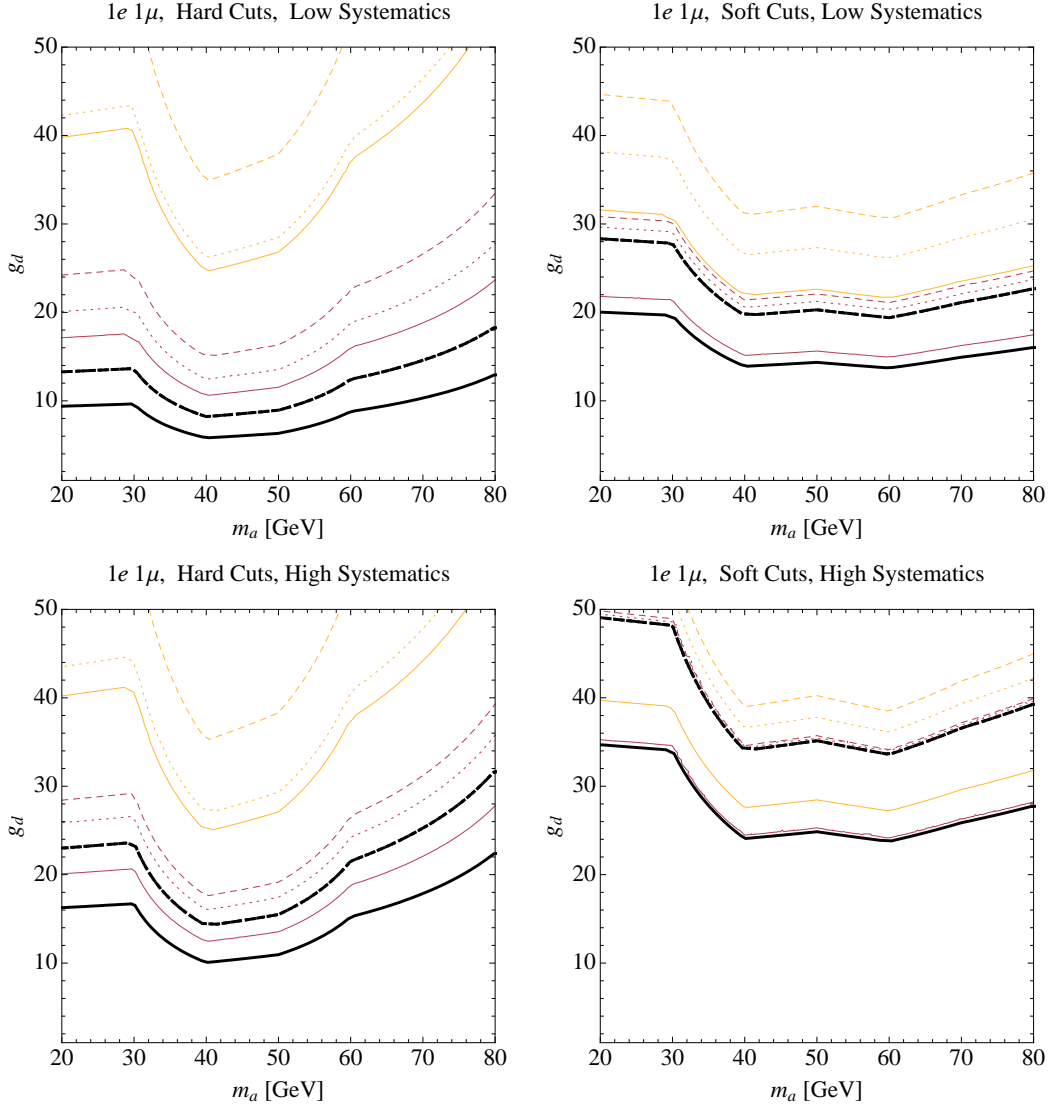 1e 1μ, Hard Cuts, Low Systematics
50
40
30
20
10
g_d
20 30 40 50 60 70 80
m_a [GeV]
1e 1μ, Soft Cuts, Low Systematics
50
40
30
20
10
g_d
20 30 40 50 60 70 80
m_a [GeV]
1e 1μ, Hard Cuts, High Systematics
50
40
30
20
10
g_d
20 30 40 50 60 70 80
m_a [GeV]
1e 1μ, Soft Cuts, High Systematics
50
40
30
20
10
g_d
20 30 40 50 60 70 80
m_a [GeV]